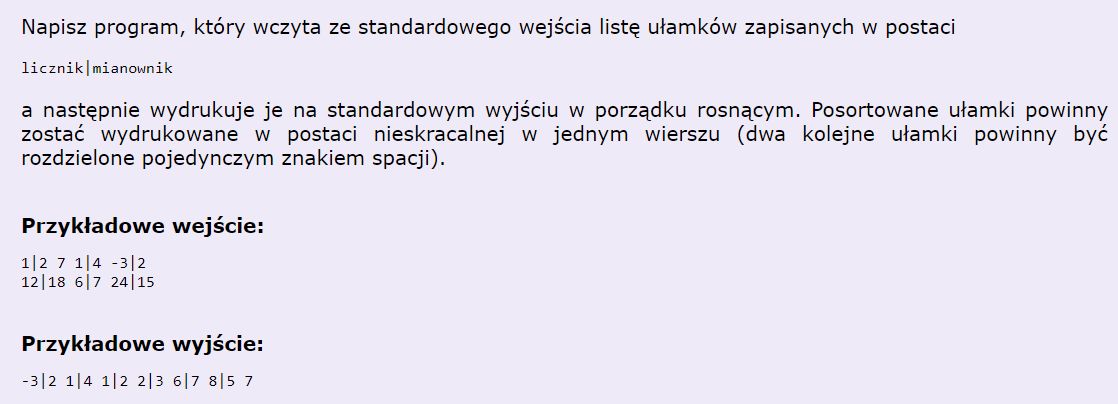 Napisz program, który wczyta ze standardowego wejścia listę ułamków zapisanych w postaci
licznik|mianownik
a następnie wydrukuje je na standardowym wyjściu w porządku rosnącym. Posortowane ułamki powinny
zostać wydrukowane w postaci nieskracalnej w jednym wierszu (dwa kolejne ułamki powinny być
rozdzielone pojedynczym znakiem spacji).
Przykładowe wejście:
1|2 7 1|4 -3|2
12|18 6|7 24|15
Przykładowe wyjście:
-3|2 1|4 1|2 2|3 6|7 8|5 7